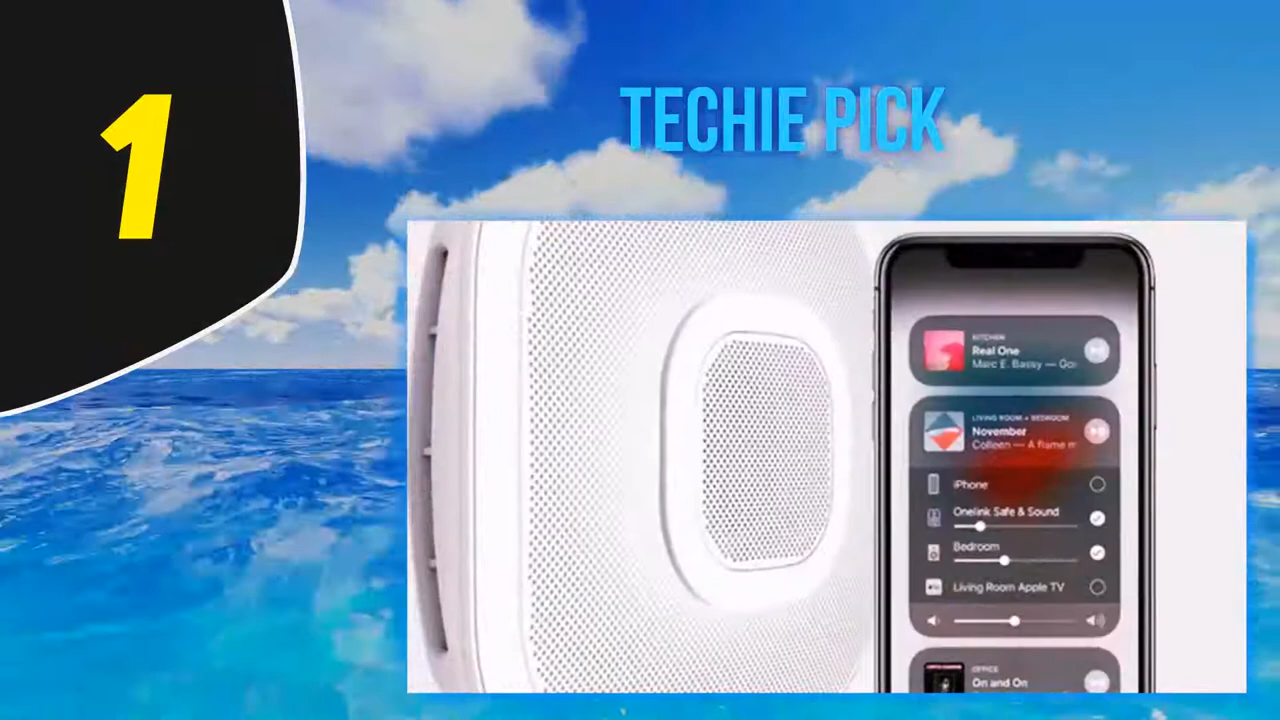 1
TECHIE PICK
KITCHEN
Real One
Marc E. Bassy — Go
LIVING ROOM + BEDROOM
November
Colleen — A flame m
iPhone
Onelink Safe & Sound
Bedroom
Living Room Apple TV
OFFICE
On and On